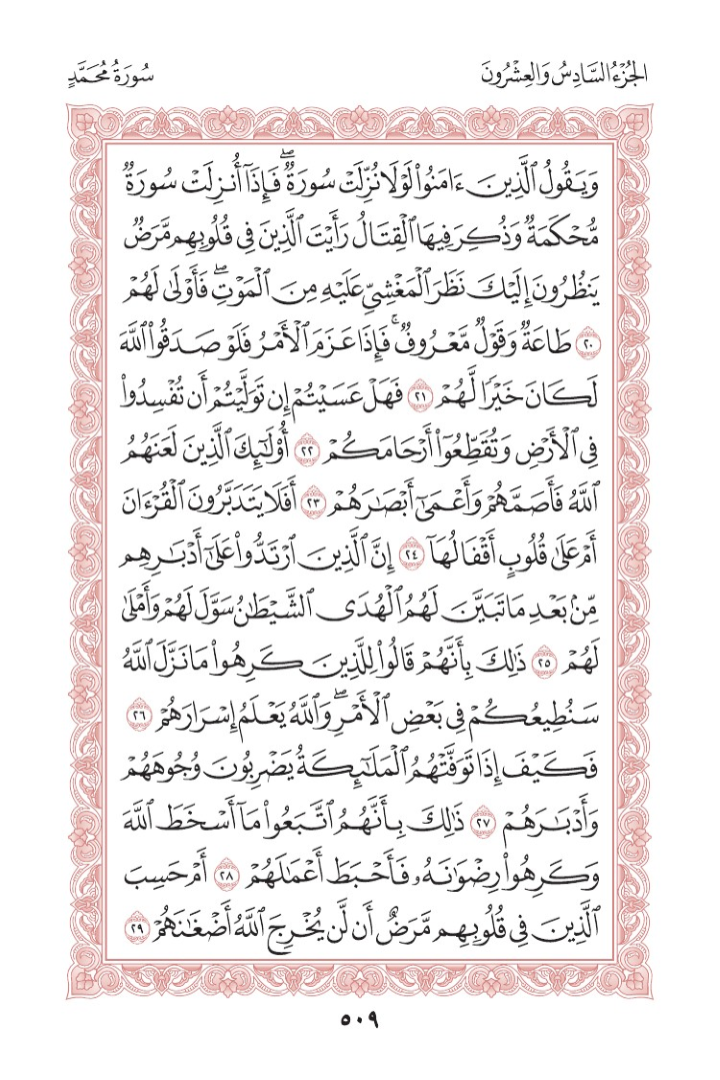 الجُزْءُ السَّادِسُ وَالعِشْرُونَ سُورَةُ مُحَمَّدٍ
وَيَقُولُ ٱلَّذِينَ ءَامَنُواْ لَوۡلَا نُزِّلَتۡ سُورَةٞۖ فَإِذَآ أُنزِلَتۡ سُورَةٞ
مُّحۡكَمَةٞ وَذُكِرَ فِيهَا ٱلۡقِتَالُ رَأَيۡتَ ٱلَّذِينَ فِي قُلُوبِهِم مَّرَضٞ
يَنظُرُونَ إِلَيۡكَ نَظَرَ ٱلۡمَغۡشِيِّ عَلَيۡهِ مِنَ ٱلۡمَوۡتِۖ فَأَوۡلَىٰ لَهُمۡ
٢٠ طَاعَةٞ وَقَوۡلٞ مَّعۡرُوفٞۚ فَإِذَا عَزَمَ ٱلۡأَمۡرُ فَلَوۡ صَدَقُواْ ٱللَّهَ
لَكَانَ خَيۡرٗا لَّهُمۡ ٢١ فَهَلۡ عَسَيۡتُمۡ إِن تَوَلَّيۡتُمۡ أَن تُفۡسِدُواْ
فِي ٱلۡأَرۡضِ وَتُقَطِّعُوٓاْ أَرۡحَامَكُمۡ ٢٢ أُوْلَٰٓئِكَ ٱلَّذِينَ لَعَنَهُمُ
ٱللَّهُ فَأَصَمَّهُمۡ وَأَعۡمَىٰٓ أَبۡصَٰرَهُمۡ ٢٣ أَفَلَا يَتَدَبَّرُونَ ٱلۡقُرۡءَانَ
أَمۡ عَلَىٰ قُلُوبٍ أَقۡفَالُهَآ ٢٤ إِنَّ ٱلَّذِينَ ٱرۡتَدُّواْ عَلَىٰٓ أَدۡبَٰرِهِم
مِّنۢ بَعۡدِ مَا تَبَيَّنَ لَهُمُ ٱلۡهُدَى ٱلشَّيۡطَٰنُ سَوَّلَ لَهُمۡ وَأَمۡلَىٰ
لَهُمۡ ٢٥ ذَٰلِكَ بِأَنَّهُمۡ قَالُواْ لِلَّذِينَ كَرِهُواْ مَا نَزَّلَ ٱللَّهُ
سَنُطِيعُكُمۡ فِي بَعۡضِ ٱلۡأَمۡرِۖ وَٱللَّهُ يَعۡلَمُ إِسۡرَارَهُمۡ ٢٦
فَكَيۡفَ إِذَا تَوَفَّتۡهُمُ ٱلۡمَلَٰٓئِكَةُ يَضۡرِبُونَ وُجُوهَهُمۡ
وَأَدۡبَٰرَهُمۡ ٢٧ ذَٰلِكَ بِأَنَّهُمُ ٱتَّبَعُواْ مَآ أَسۡخَطَ ٱللَّهَ
وَكَرِهُواْ رِضۡوَٰنَهُۥ فَأَحۡبَطَ أَعۡمَٰلَهُمۡ ٢٨ أَمۡ حَسِبَ
ٱلَّذِينَ فِي قُلُوبِهِم مَّرَضٌ أَن لَّن يُخۡرِجَ ٱللَّهُ أَضۡغَٰنَهُمۡ ٢٩
٥٠٩